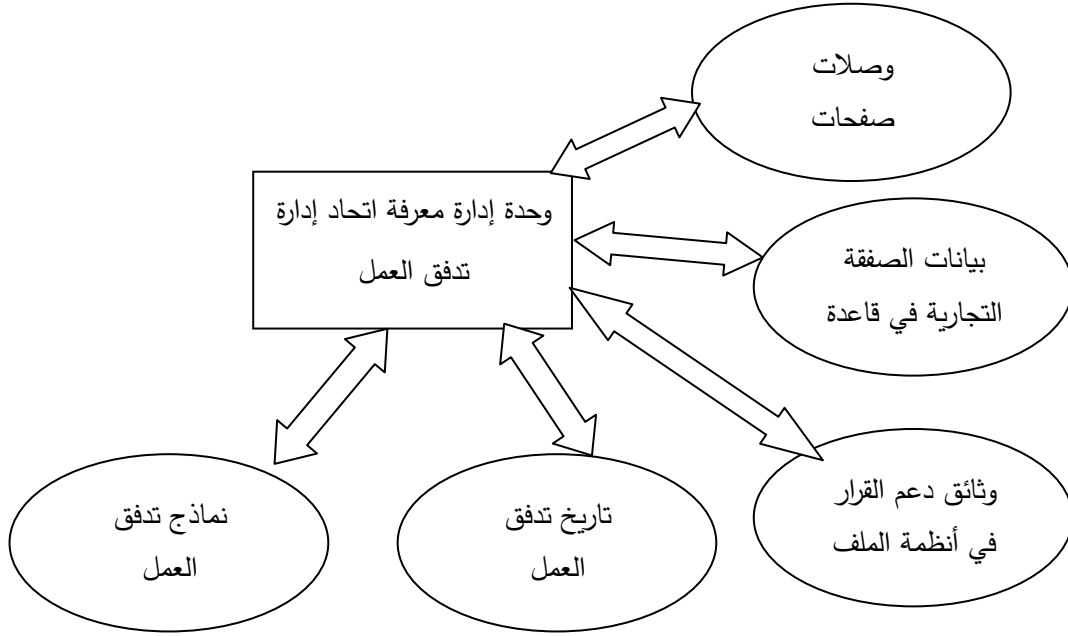 وصلات
صفحات
وحدة إدارة معرفة اتحاد إدارة
تدفق العمل
بيانات الصفقة
التجارية في قاعدة
وثائق دعم القرار
في أنظمة الملف
تاريخ تدفق
العمل
نماذج تدفق
العمل